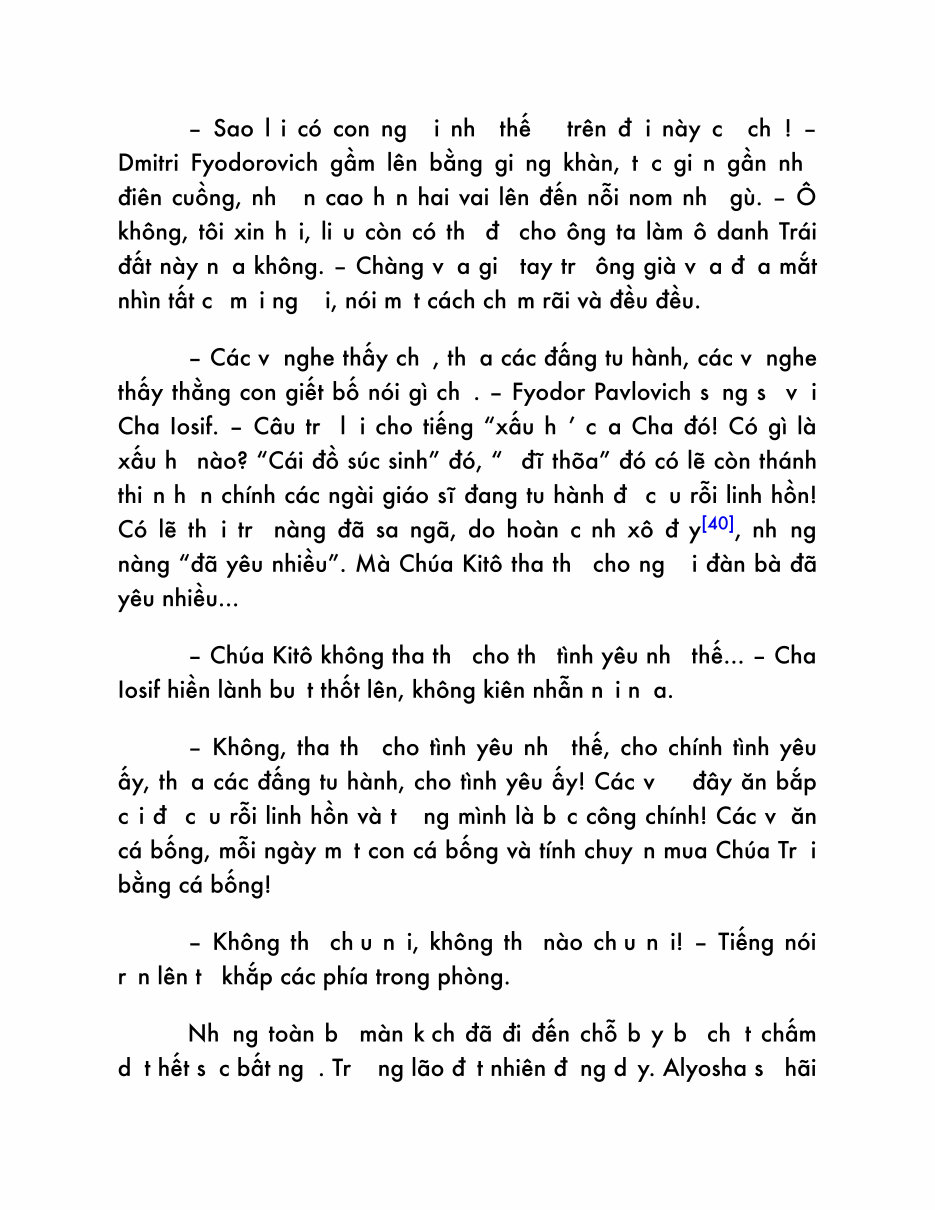 – Sao l i có con ng i nh thế trên đ i này c ch ! –
Dmitri Fyodorovich gầm lên bằng gi ng khàn, t c gi n gần nh
điên cuồng, nh n cao h n hai vai lên đến nỗi nom nh gù. – Ô
không, tôi xin h i, li u còn có th đ cho ông ta làm ô danh Trái
đất này n a không. – Chàng v a gi tay tr ông già v a đ a mắt
nhìn tất c m i ng i, nói m t cách ch m rãi và đều đều.
– Các v nghe thấy ch , th a các đấng tu hành, các v nghe
thấy thằng con giết bố nói gì ch . – Fyodor Pavlovich s ng s v i
Cha Iosif. – Câu tr l i cho tiếng “xấu h ’ c a Cha đó! Có gì là
xấu h nào? “Cái đồ súc sinh” đó, “ đĩ thõa” đó có lẽ còn thánh
thi n h n chính các ngài giáo sĩ đang tu hành đ c u rỗi linh hồn!
Có lẽ th i tr nàng đã sa ngã, do hoàn c nh xô đ y[40], nh ng
nàng “đã yêu nhiều”. Mà Chúa Kitô tha th cho ng i đàn bà đã
yêu nhiều...
– Chúa Kitô không tha th cho th tình yêu nh thế... – Cha
Iosif hiền lành bu t thốt lên, không kiên nhẫn n i n a.
– Không, tha th cho tình yêu nh thế, cho chính tình yêu
ấy, th a các đấng tu hành, cho tình yêu ấy! Các v đây ăn bắp
c i đ c u rỗi linh hồn và t ng mình là b c công chính! Các v ăn
cá bống, mỗi ngày m t con cá bống và tính chuy n mua Chúa Tr i
bằng cá bống!
– Không th ch u n i, không th nào ch u n i! – Tiếng nói
r n lên t khắp các phía trong phòng.
Nh ng toàn b màn k ch đã đi đến chỗ b y b ch t chấm
d t hết s c bất ng . Tr ng lão đ t nhiên đ ng d y. Alyosha s hãi